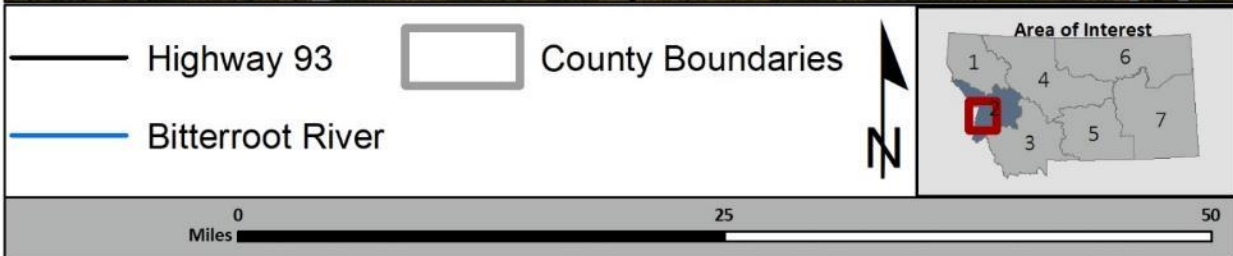 Highway 93
County Boundaries
Bitterroot River
N
Area of Interest
1
6
4
2
7
5
3
0
25
50
Miles